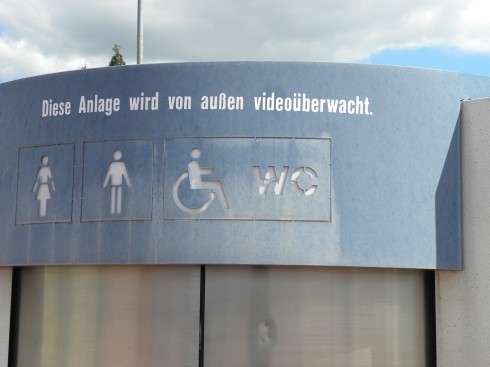 Diese Anlage wird von außen videoüberwacht.
WC